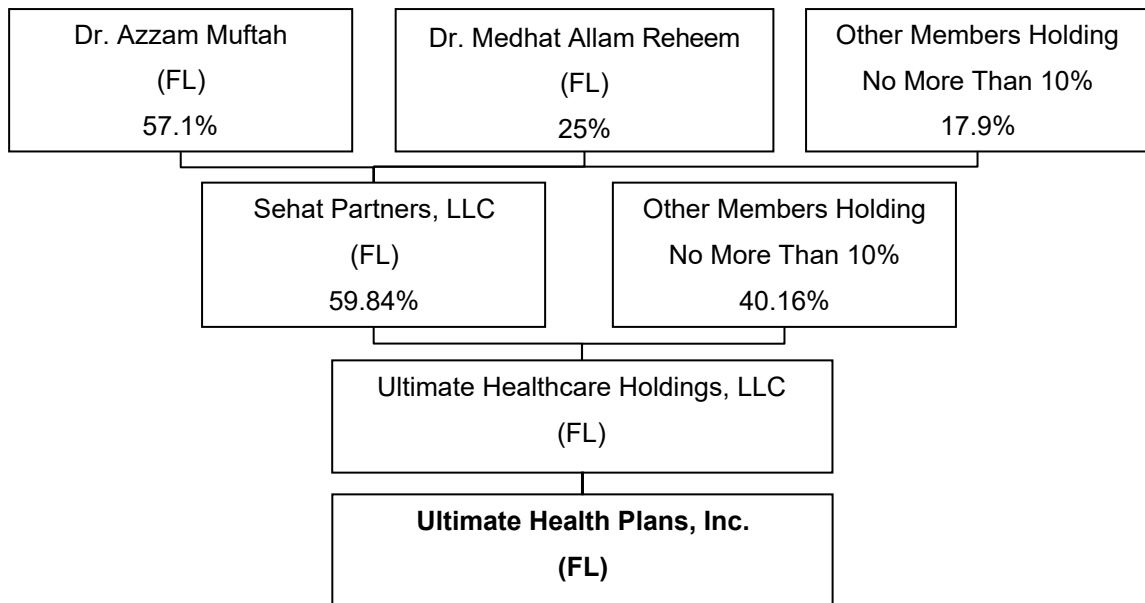 Dr. Azzam Muftah
(FL)
57.1%
Dr. Medhat Allam Reheem
(FL)
25%
Other Members Holding
No More Than 10%
17.9%
Sehat Partners, LLC
(FL)
59.84%
Other Members Holding
No More Than 10%
40.16%
Ultimate Healthcare Holdings, LLC
(FL)
Ultimate Health Plans, Inc.
(FL)